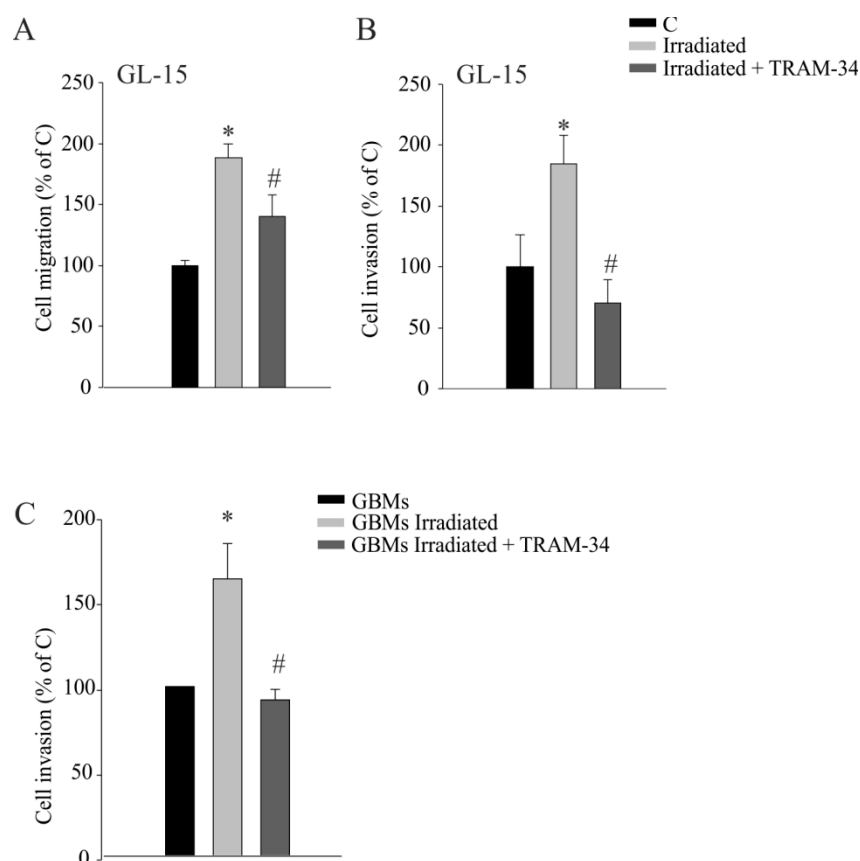 A
B
C
Irradiated
Irradiated + TRAM-34
GL-15
GL-15
250
200
150
100
50
0
Cell migration (% of C)
*
#
250
200
150
100
50
0
Cell invasion (% of C)
*
#
C
GBMs
GBMs Irradiated
GBMs Irradiated + TRAM-34
200
150
100
50
0
Cell invasion (% of C)
*
#